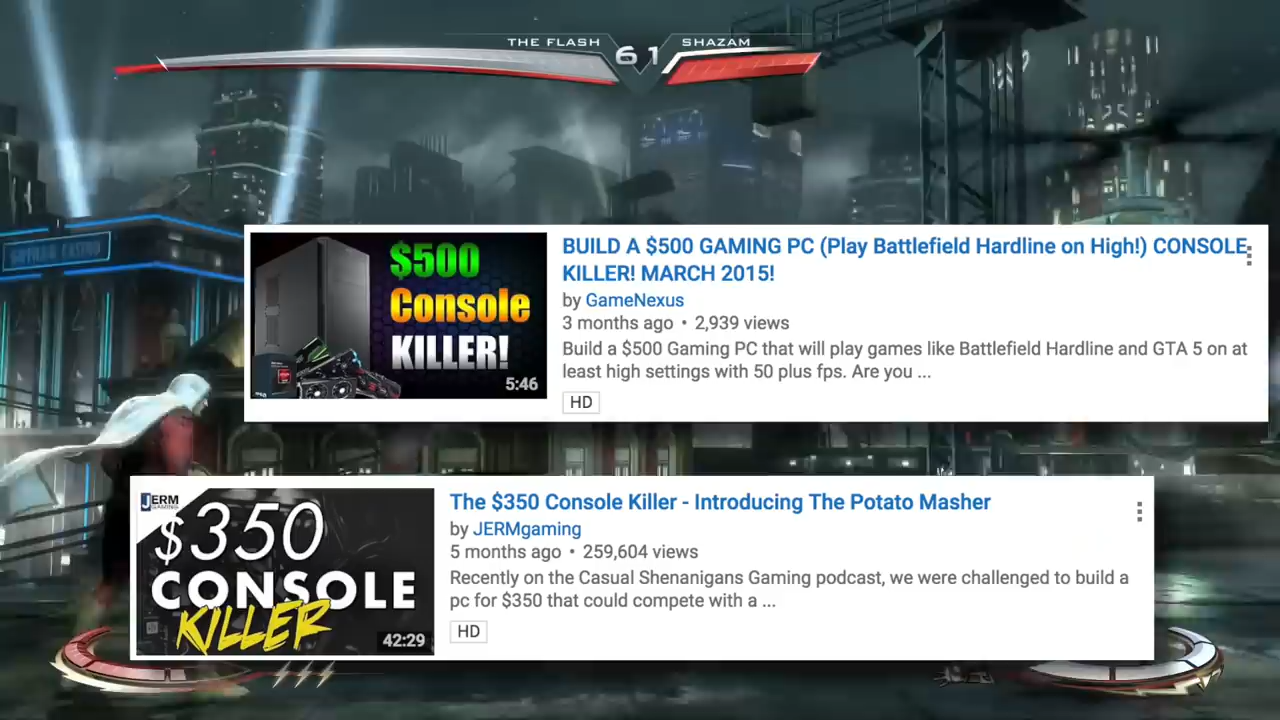 THE FLASH 61 SHAZAM
GOTHAM CASINO
$500
Console
KILLER!
5:46
BUILD A $500 GAMING PC (Play Battlefield Hardline on High!) CONSOLE
KILLER! MARCH 2015!
by GameNexus
3 months ago • 2,939 views
Build a $500 Gaming PC that will play games like Battlefield Hardline and GTA 5 on at
least high settings with 50 plus fps. Are you ...
HD
JERM
GAMING
$350
CONSOLE
KILLER
42:29
The $350 Console Killer - Introducing The Potato Masher
by JERMgaming
5 months ago • 259,604 views
Recently on the Casual Shenanigans Gaming podcast, we were challenged to build a
pc for $350 that could compete with a ...
HD